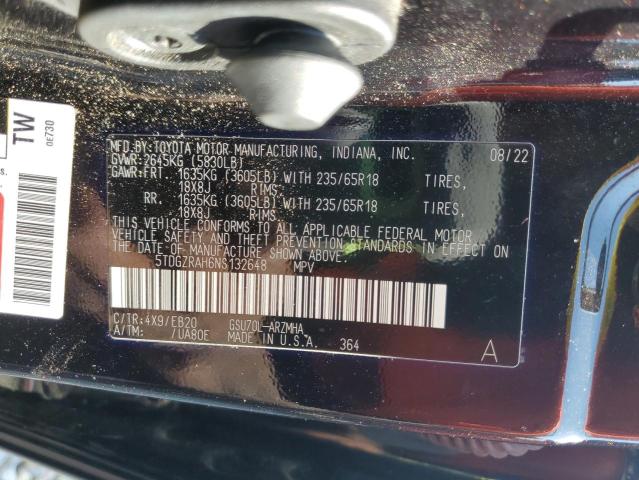 TW
0E730
s.
MFD.BY:TOYOTA MOTOR MANUFACTURING, INDIANA, INC. 08/22
GVWR:2645KG (5830LB)
GAWR:FRT 1635KG (3605LB) WITH 235/65R18 TIRES,
18X8J RIMS,
RR. 1635KG (3605LB) WITH 235/65R18 TIRES,
18X8J RIMS,
THIS VEHICLE CONFORMS TO ALL APPLICABLE FEDERAL MOTOR
VEHICLE SAFETY, AND THEFT PREVENTION STANDARDS IN EFFECT
ON THE DATE OF MANUFACTURE SHOWN ABOVE.
5TDGZRAH6NS132648 MPV
C/TR:4X9/EB20 GSU70L-ARZMHA
A/TM: /UA80E MADE IN U.S.A. 364 A